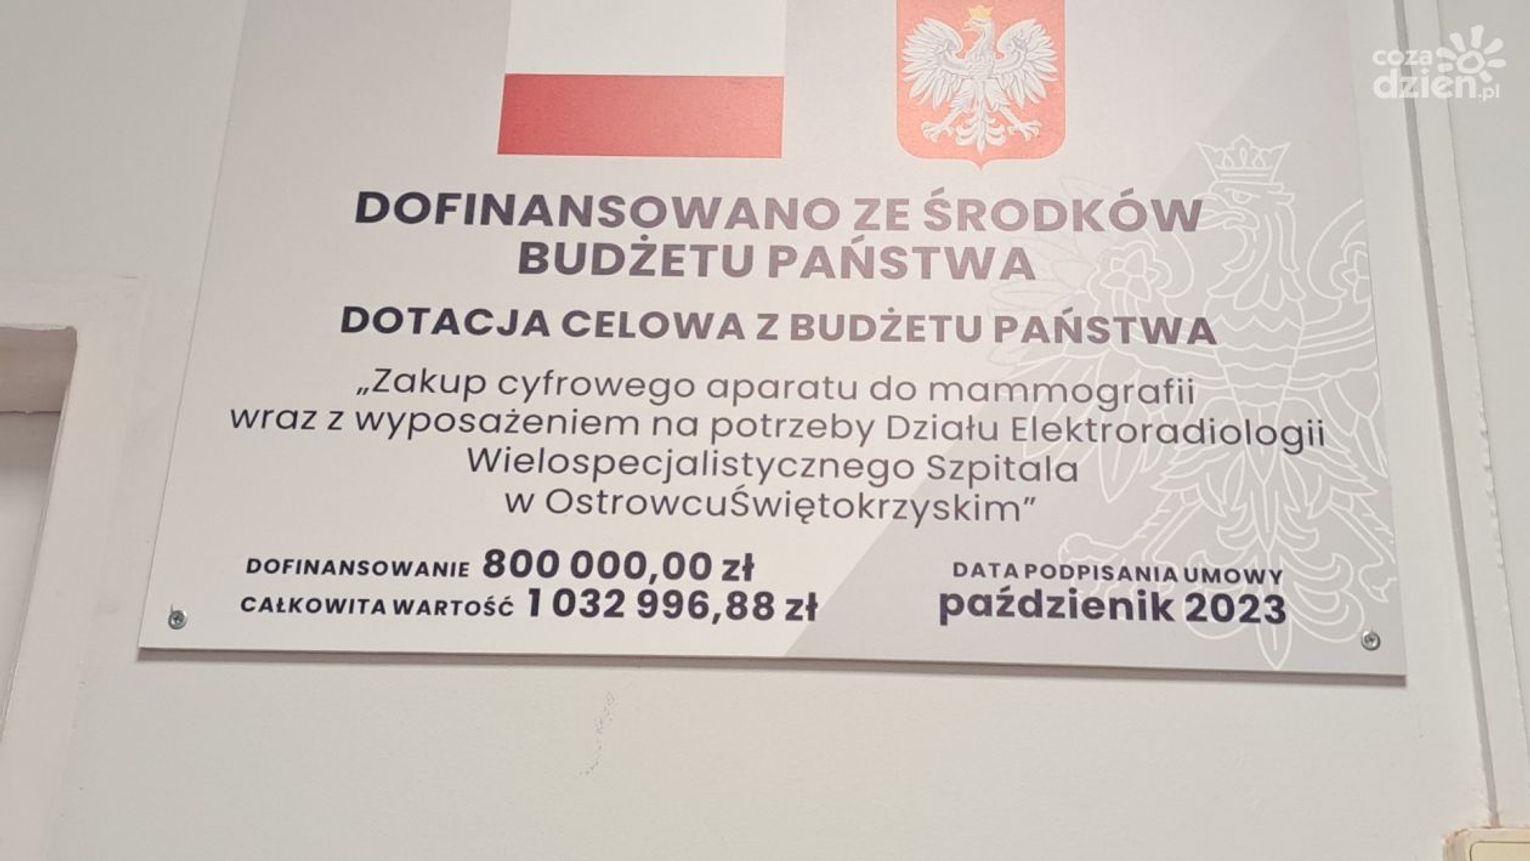 coza
dzień.pl
DOFINANSOWANO ZE ŚRODKÓW
BUDŻETU PAŃSTWA
DOTACJA CELOWA Z BUDŻETU PAŃSTWA
„Zakup cyfrowego aparatu do mammografii
wraz z wyposażeniem na potrzeby Działu Elektroradiologii
Wielospecjalistycznego Szpitala
w OstrowcuŚwiętokrzyskim”
DOFINANSOWANIE 800 000,00 zł
CAŁKOWITA WARTOŚĆ 1 032 996,88 zł
DATA PODPISANIA UMOWY
październik 2023